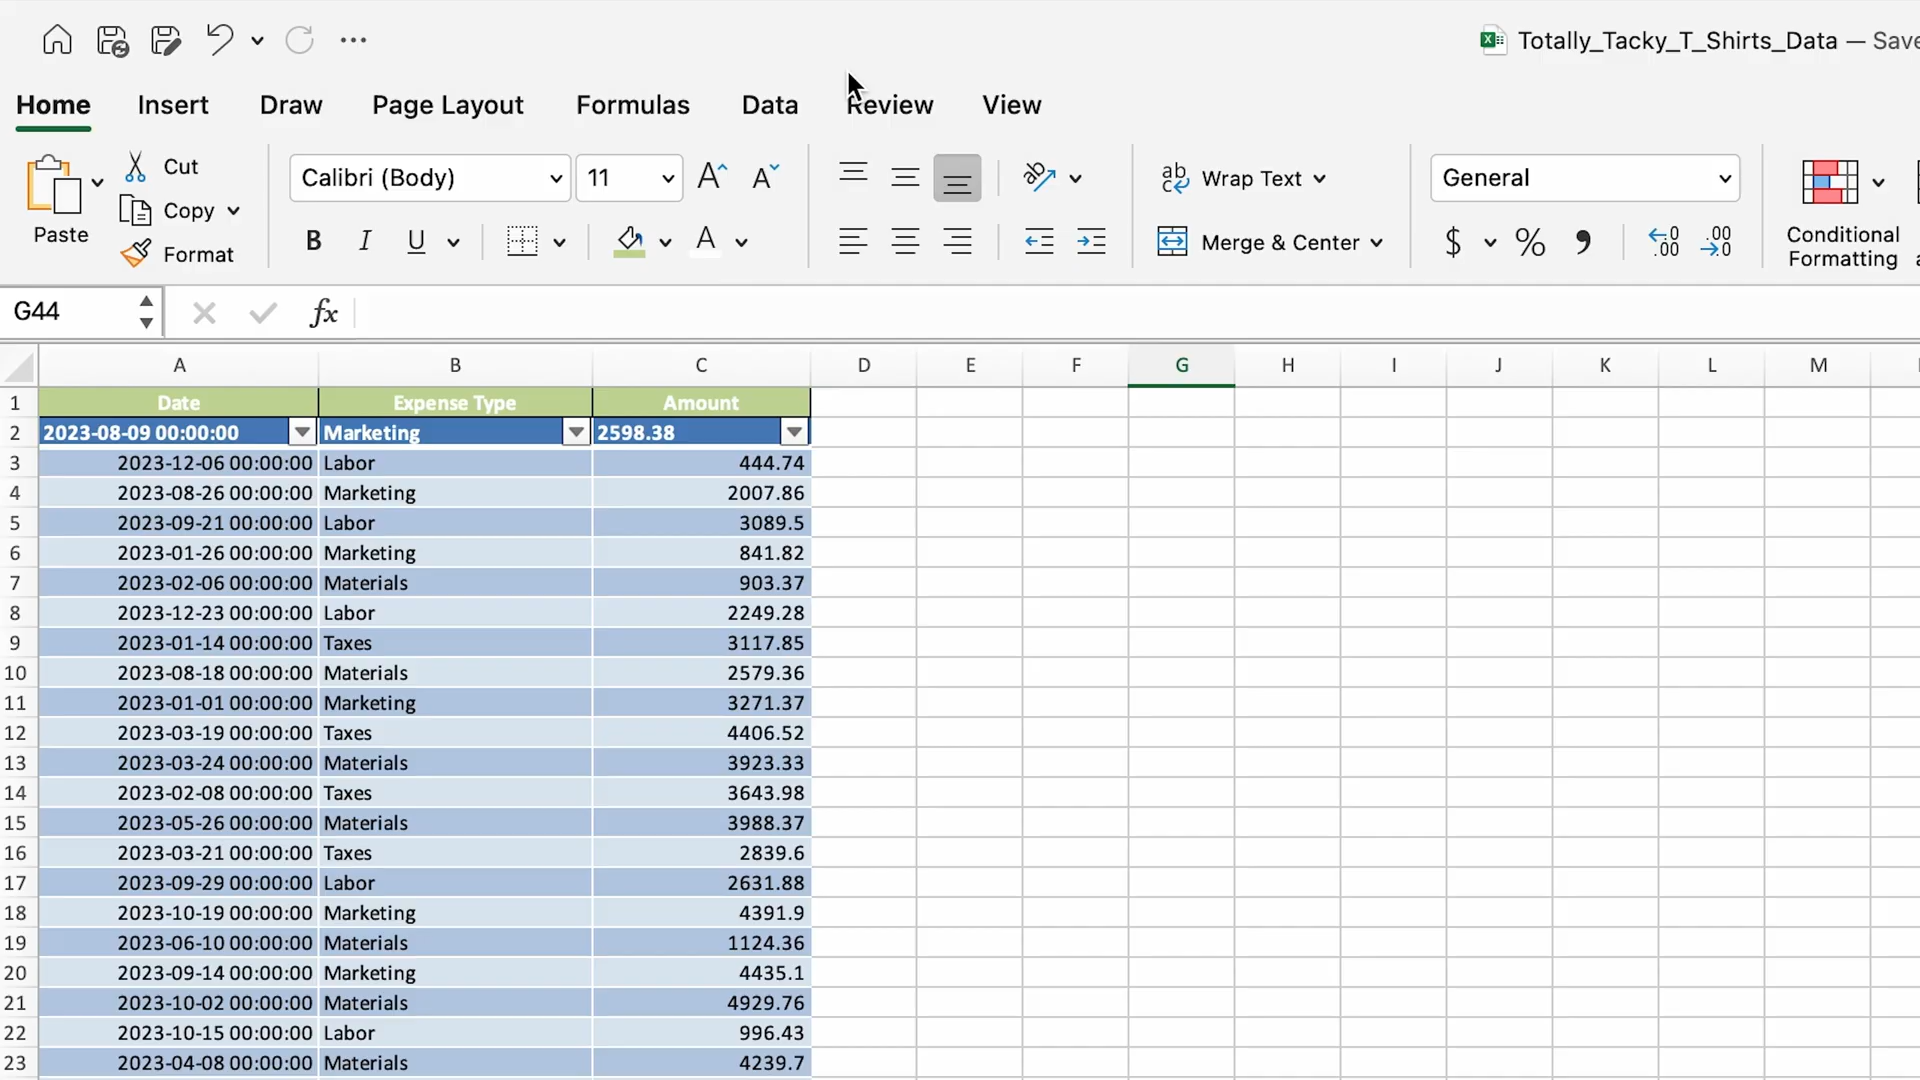 Totally_Tacky_T_Shirts_Data — Save
Home Insert Draw Page Layout Formulas Data Review View
Paste Cut Copy Format
Calibri (Body) 11 A A
B I U A
ab c Wrap Text
Merge & Center
General
$ % , .0 .00 .00 .0
Conditional Formatting
G44 fx
A B C D E F G H I J K L M
1 Date Expense Type Amount
2 2023-08-09 00:00:00 Marketing 2598.38
3 2023-12-06 00:00:00 Labor 444.74
4 2023-08-26 00:00:00 Marketing 2007.86
5 2023-09-21 00:00:00 Labor 3089.5
6 2023-01-26 00:00:00 Marketing 841.82
7 2023-02-06 00:00:00 Materials 903.37
8 2023-12-23 00:00:00 Labor 2249.28
9 2023-01-14 00:00:00 Taxes 3117.85
10 2023-08-18 00:00:00 Materials 2579.36
11 2023-01-01 00:00:00 Marketing 3271.37
12 2023-03-19 00:00:00 Taxes 4406.52
13 2023-03-24 00:00:00 Materials 3923.33
14 2023-02-08 00:00:00 Taxes 3643.98
15 2023-05-26 00:00:00 Materials 3988.37
16 2023-03-21 00:00:00 Taxes 2839.6
17 2023-09-29 00:00:00 Labor 2631.88
18 2023-10-19 00:00:00 Marketing 4391.9
19 2023-06-10 00:00:00 Materials 1124.36
20 2023-09-14 00:00:00 Marketing 4435.1
21 2023-10-02 00:00:00 Materials 4929.76
22 2023-10-15 00:00:00 Labor 996.43
23 2023-04-08 00:00:00 Materials 4239.7